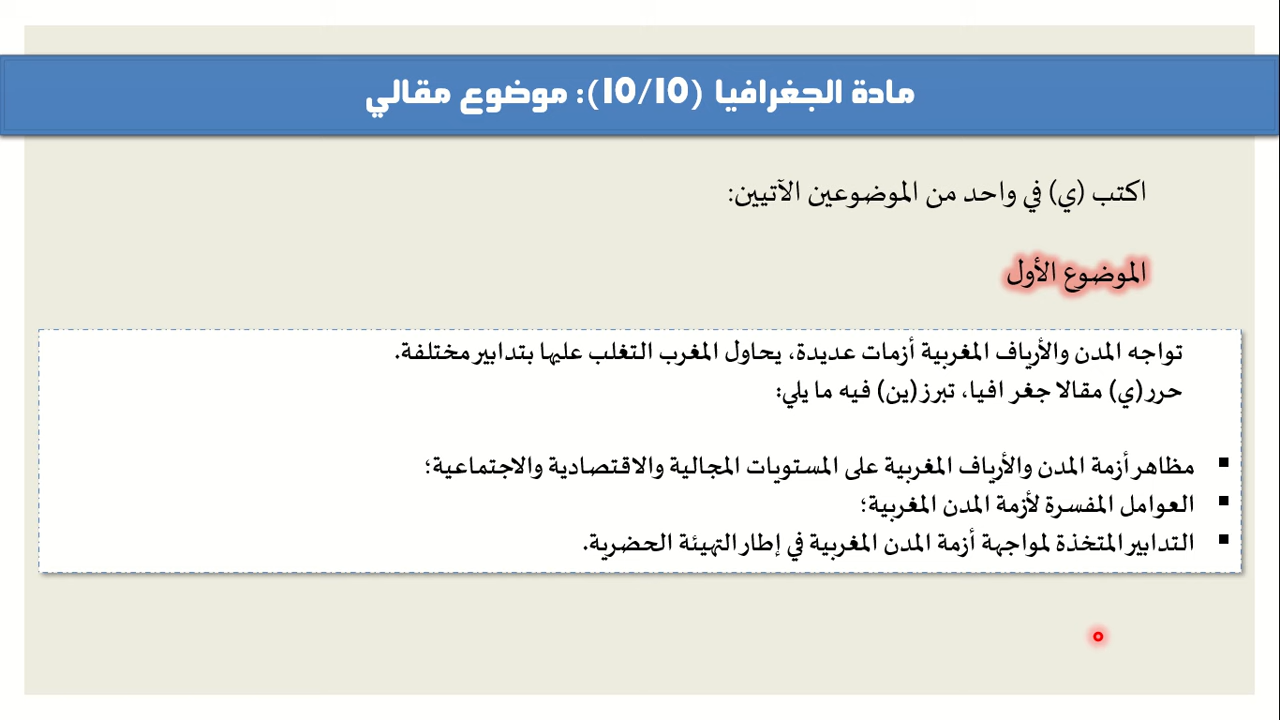 مادة الجغرافيا (10/10): موضوع مقالي
اكتب (ي) في واحد من الموضوعين الآتيين:
الموضوع الأول
تواجه المدن والأرياف المغربية أزمات عديدة، يحاول المغرب التغلب عليها بتدابير مختلفة.
حرر(ي) مقالا جغرافيا، تبرز(ين) فيه ما يلي:
▪ مظاهر أزمة المدن والأرياف المغربية على المستويات المجالية والاقتصادية والاجتماعية؛
▪ العوامل المفسرة لأزمة المدن المغربية؛
▪ التدابير المتخذة لمواجهة أزمة المدن المغربية في إطار التهيئة الحضرية.